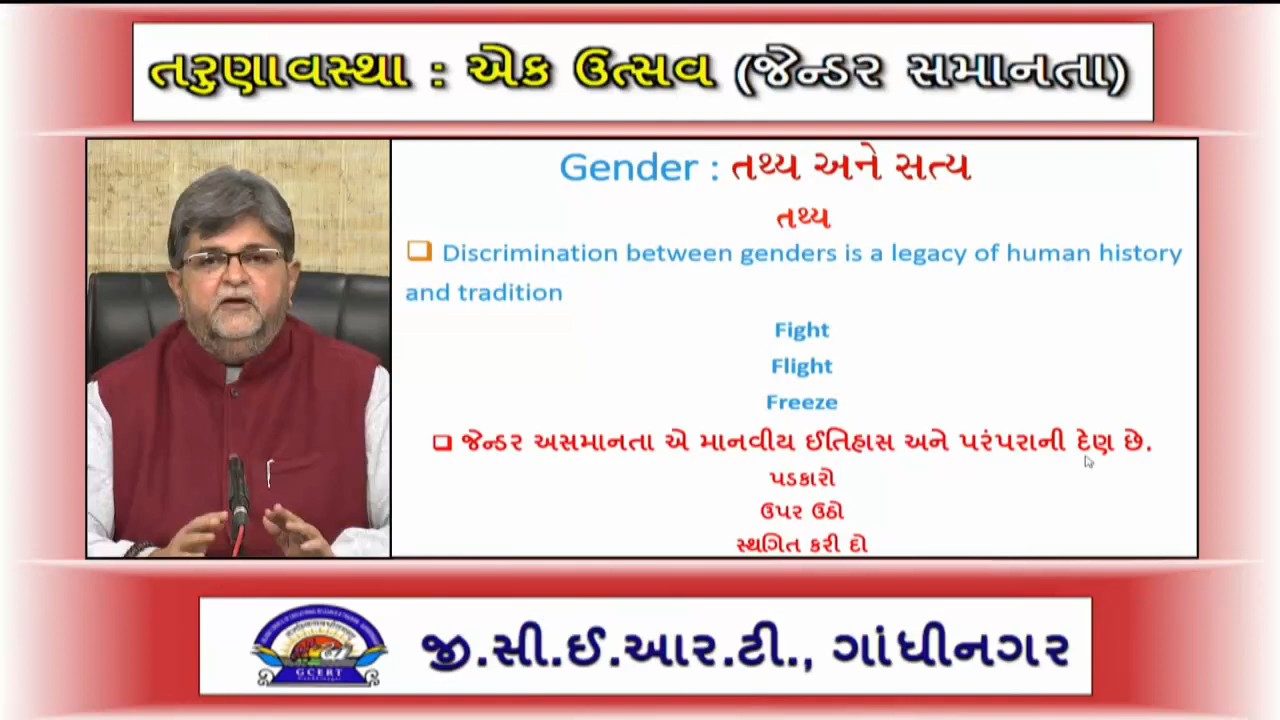 તરુણાવસ્થા : એક ઉત્સવ (જેન્ડર સમાનતા)
Gender : તથ્ય અને સત્ય
તથ્ય
Discrimination between genders is a legacy of human history
and tradition
Fight
Flight
Freeze
જેન્ડર અસમાનતા એ માનવીય ઈતિહાસ અને પરંપરાની દેણ છે.
પડકારો
ઉપર ઉઠો
સ્થગિત કરી દો
GCERT
જી.સી.ઈ.આર.ટી., ગાંધીનગર